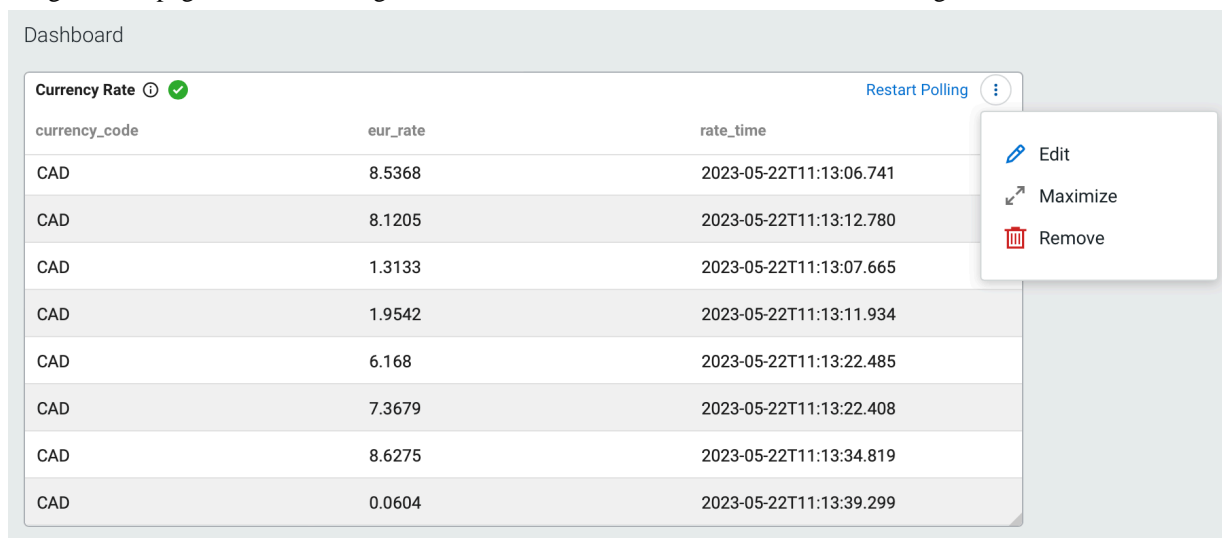 Dashboard
Currency Rate Restart Polling
currency_code eur_rate rate_time
CAD 8.5368 2023-05-22T11:13:06.741
CAD 8.1205 2023-05-22T11:13:12.780
CAD 1.3133 2023-05-22T11:13:07.665
CAD 1.9542 2023-05-22T11:13:11.934
CAD 6.168 2023-05-22T11:13:22.485
CAD 7.3679 2023-05-22T11:13:22.408
CAD 8.6275 2023-05-22T11:13:34.819
CAD 0.0604 2023-05-22T11:13:39.299
Edit
Maximize
Remove